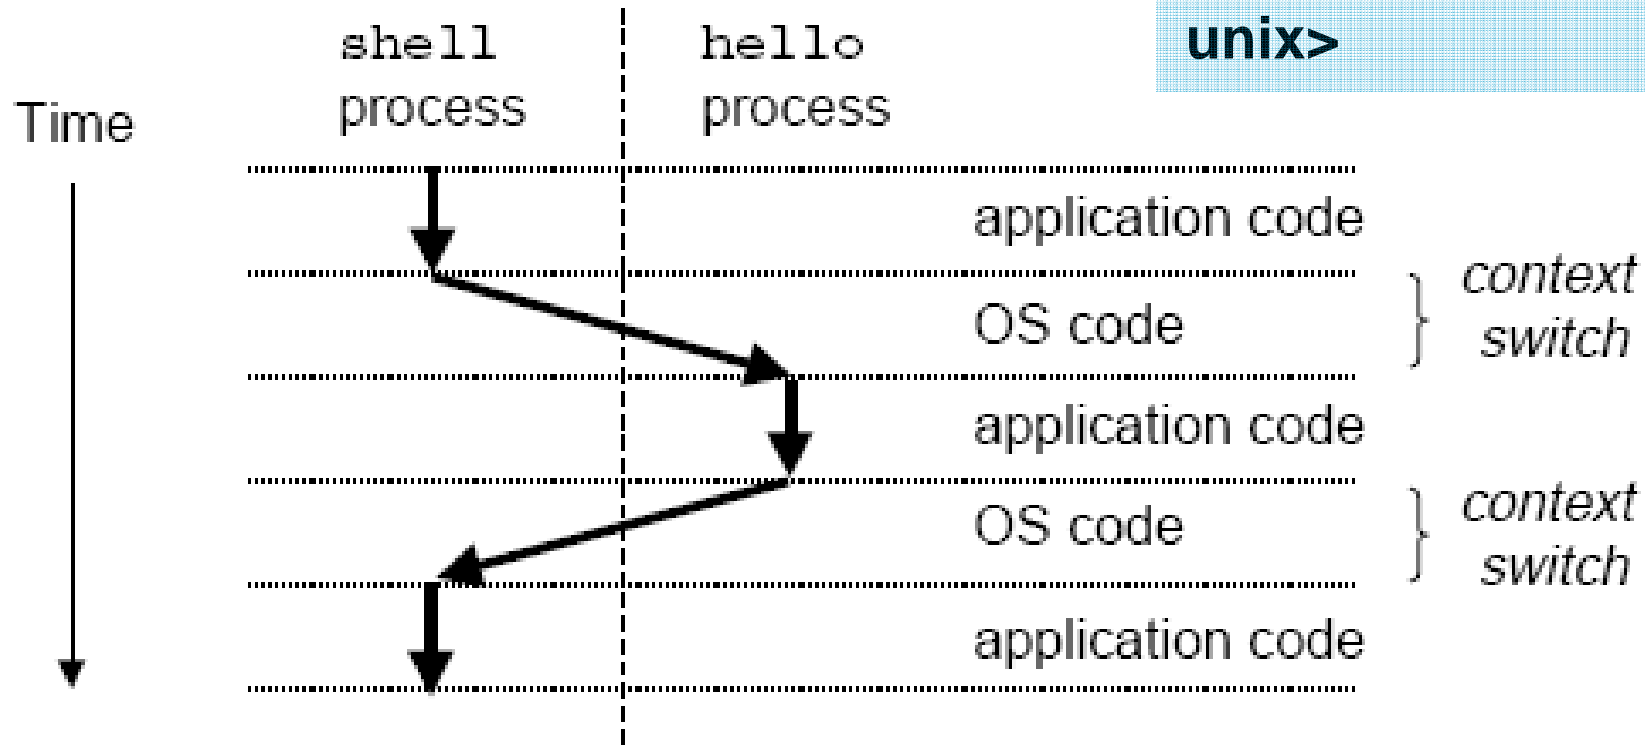 shell
process
hello
process
unix>
Time
application code
context
switch
OS code
application code
OS code
context
switch
application code